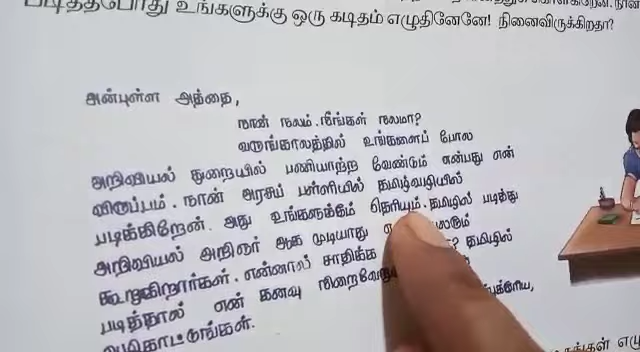 படித்தபோது உங்களுக்கு ஒரு கடிதம் எழுதினேனே! நினைவிருக்கிறதா?
அன்புள்ள அத்தை,
நான் நலம். நீங்கள் நலமா?
வருங்காலத்தில் உங்களைப் போல
அறிவியல் துறையில் பணியாற்ற வேண்டும் என்பது என்
விருப்பம். நான் அரசுப் பள்ளியில் தமிழ்வழியில்
படிக்கிறேன். அது உங்களுக்கும் தெரியும். தமிழில் படித்து
அறிவியல் அறிஞர் ஆக முடியாது
கூறுகிறார்கள். என்னால் சாதிக்க தமிழில்
படித்தால் என் கனவு
வழிகாட்டுங்கள்.